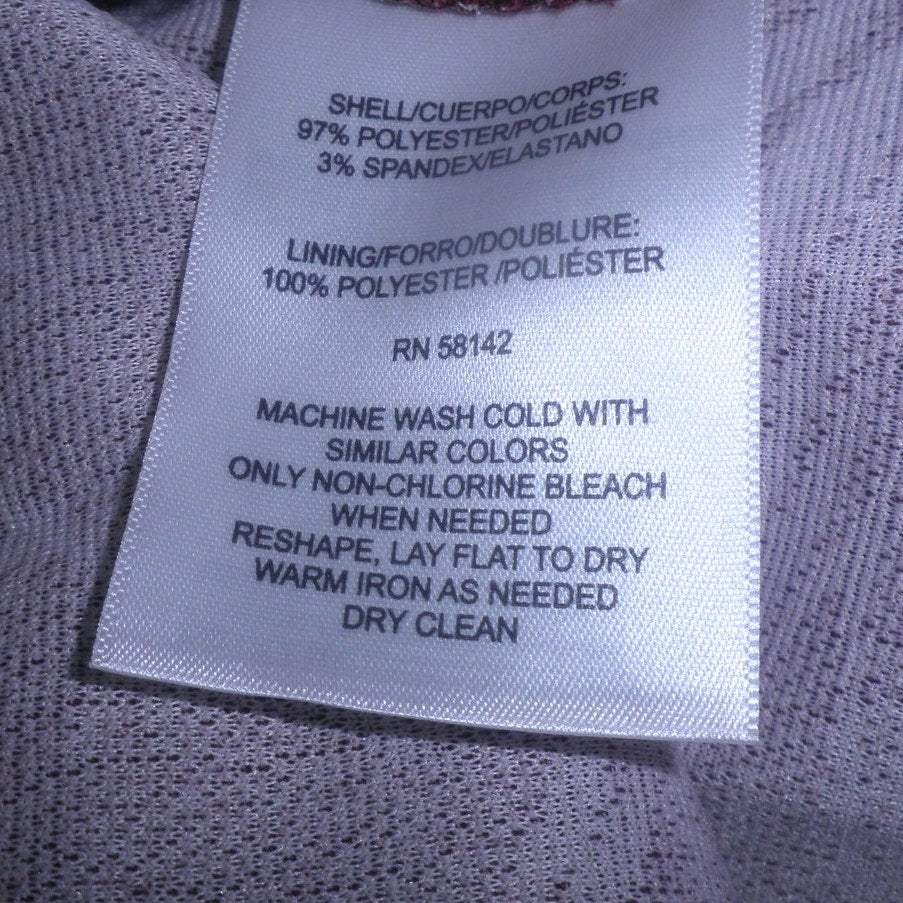 SHELL/CUERPO/CORPS:
97% POLYESTER/POLIÉSTER
3% SPANDEX/ELASTANO
LINING/FORRO/DOUBLURE:
100% POLYESTER /POLIÉSTER
RN 58142
MACHINE WASH COLD WITH
SIMILAR COLORS
ONLY NON-CHLORINE BLEACH
WHEN NEEDED
RESHAPE, LAY FLAT TO DRY
WARM IRON AS NEEDED
DRY CLEAN